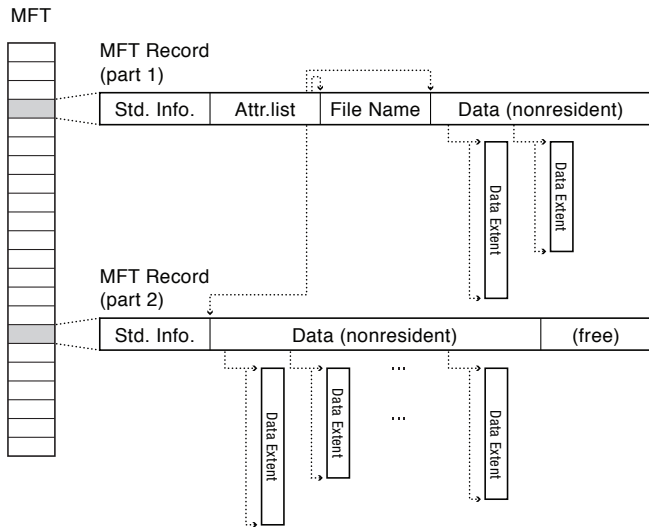 MFT
MFT Record
(part 1)
Std. Info.
Attr.list
File Name
Data (nonresident)
Data Extent
Data Extent
MFT Record
(part 2)
Std. Info.
Data (nonresident)
(free)
Data Extent
Data Extent
...
...
Data Extent